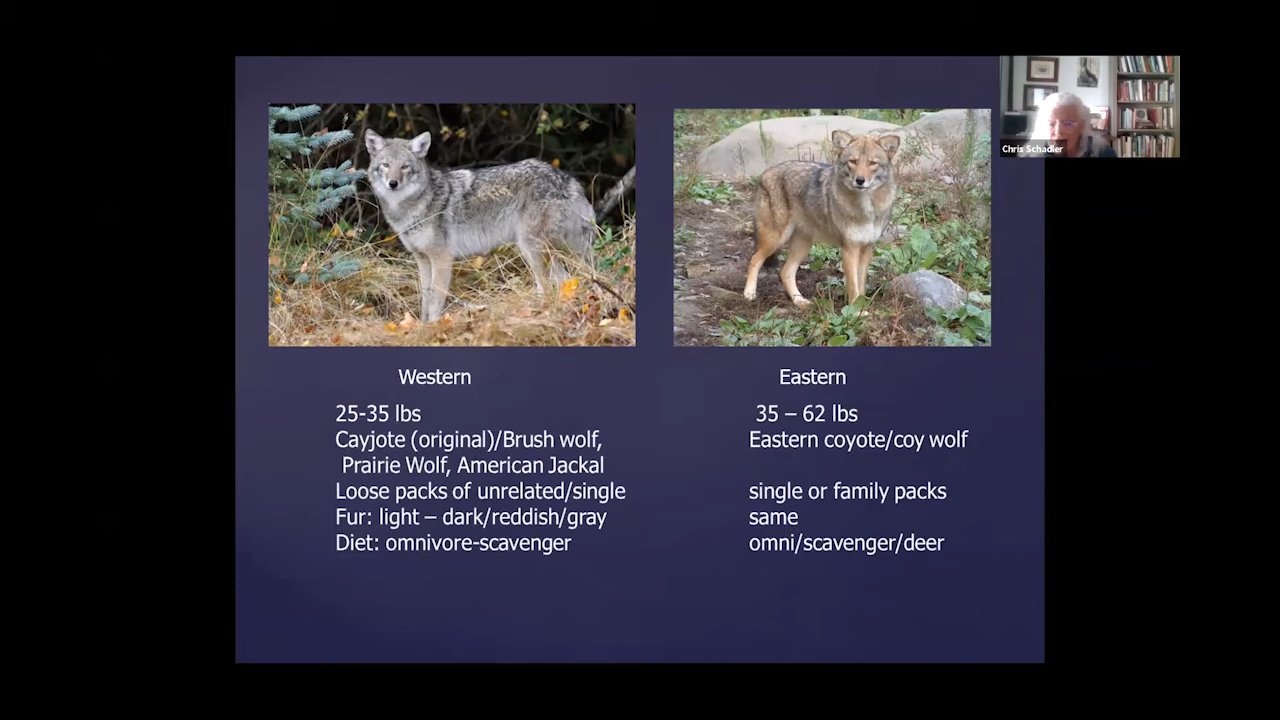 Chris Schadler
Western
25-35 lbs
Cayjote (original)/Brush wolf,
Prairie Wolf, American Jackal
Loose packs of unrelated/single
Fur: light – dark/reddish/gray
Diet: omnivore-scavenger
Eastern
35 – 62 lbs
Eastern coyote/coy wolf
single or family packs
same
omni/scavenger/deer